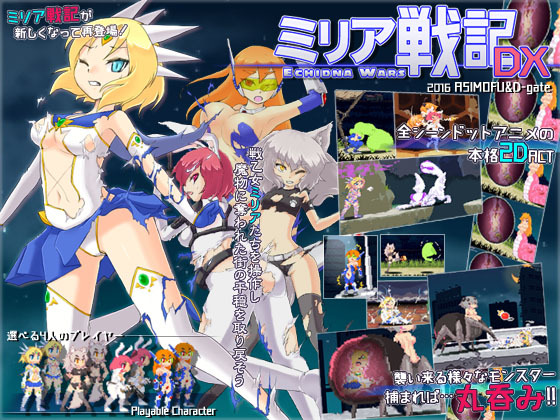 ミリア戦記が
新しくなって再登場!
ミリア戦記DX
ECHIDNA WARS
2016 ASIMOFU&D-gate
全シーンドットアニメの
本格2DACT
戦乙女ミリアたちを操作し
魔物に奪われた街の平穏を取り戻そう
選べる4人のプレイヤー
Playable Character
襲い来る様々なモンスター
捕まれば…丸呑み!!